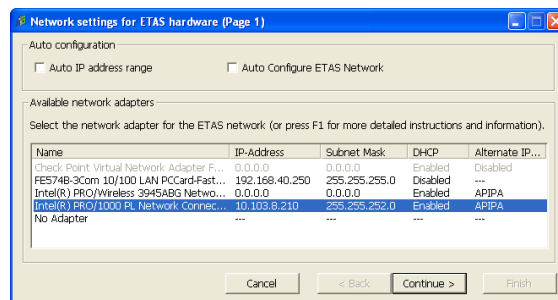 Network settings for ETAS hardware (Page 1)
Auto configuration
Auto IP address range Auto Configure ETAS Network
Available network adapters
Select the network adapter for the ETAS network (or press F1 for more detailed instructions and information).
Name IP-Address Subnet Mask DHCP Alternate IP...
Check Point Virtual Network Adapter F... 0.0.0.0 0.0.0.0 Enabled Disabled
FE574B-3Com 10/100 LAN PCCard-Fast... 192.168.40.250 255.255.255.0 Disabled ---
Intel(R) PRO/Wireless 3945ABG Netwo... 0.0.0.0 0.0.0.0 Enabled APIPA
Intel(R) PRO/1000 PL Network Connec... 10.103.8.210 255.255.252.0 Enabled APIPA
No Adapter --- --- --- ---
Cancel < Back Continue > Finish